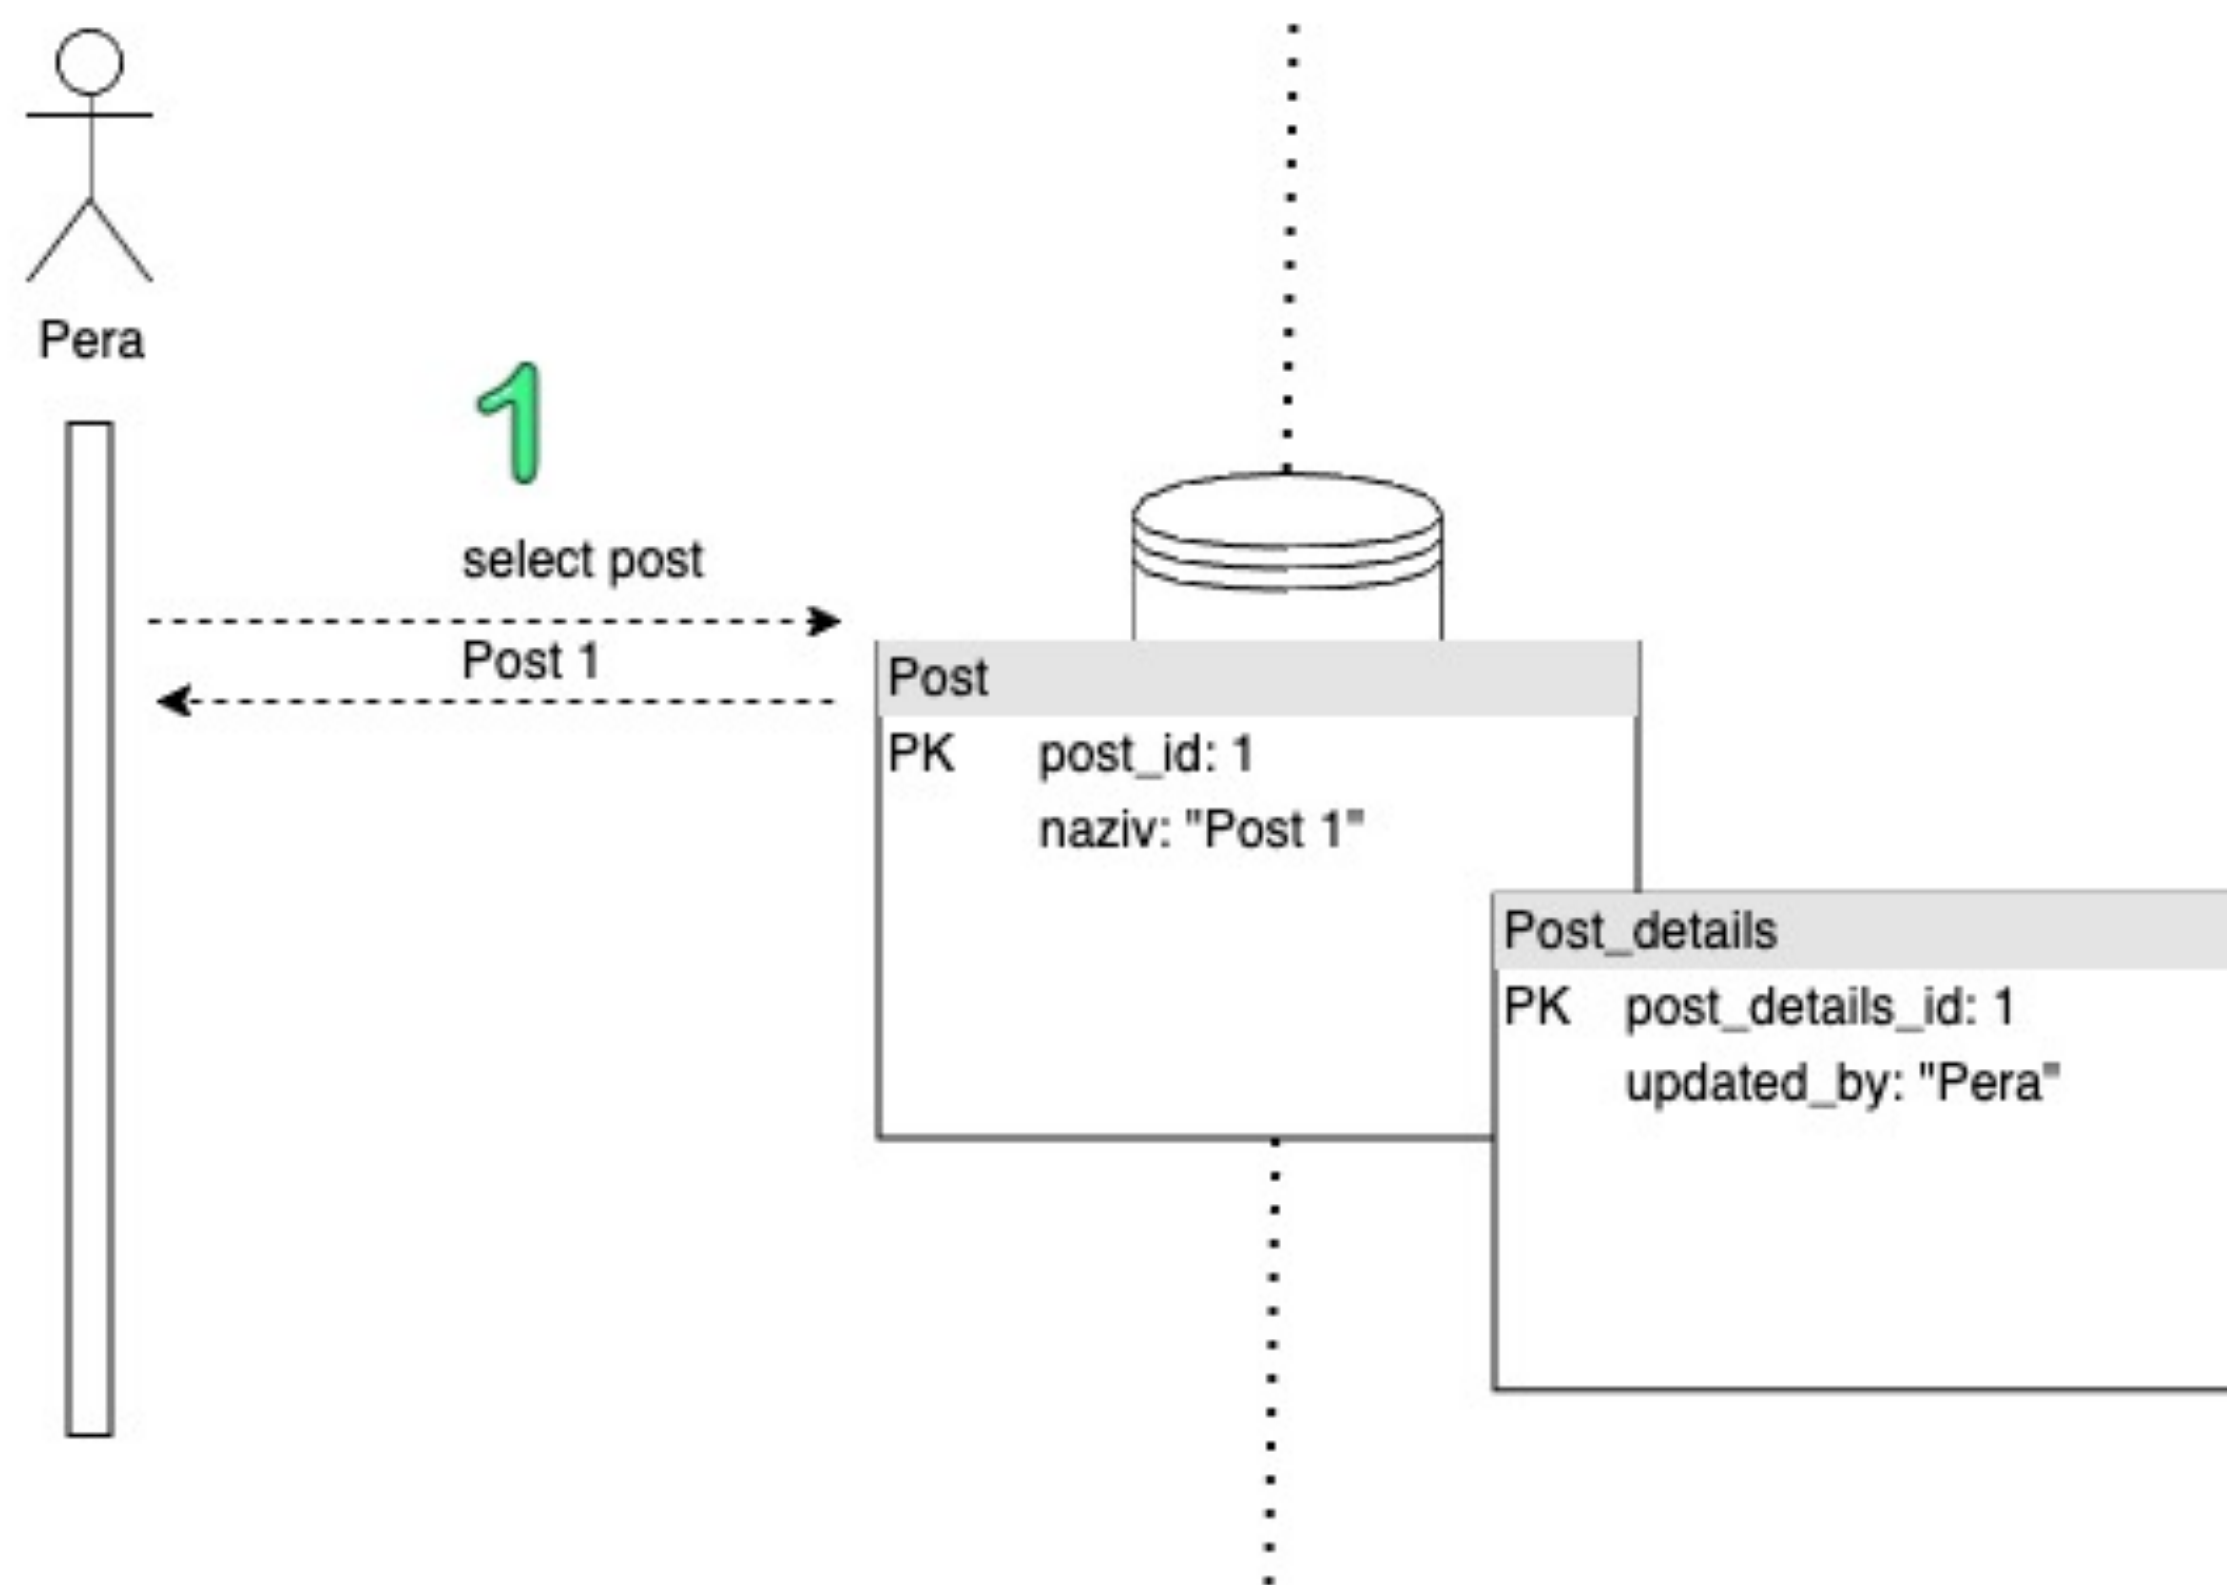 Pera
1
select post
Post 1
Post
PK post_id: 1
naziv: "Post 1"
Post_details
PK post_details_id: 1
updated_by: "Pera"